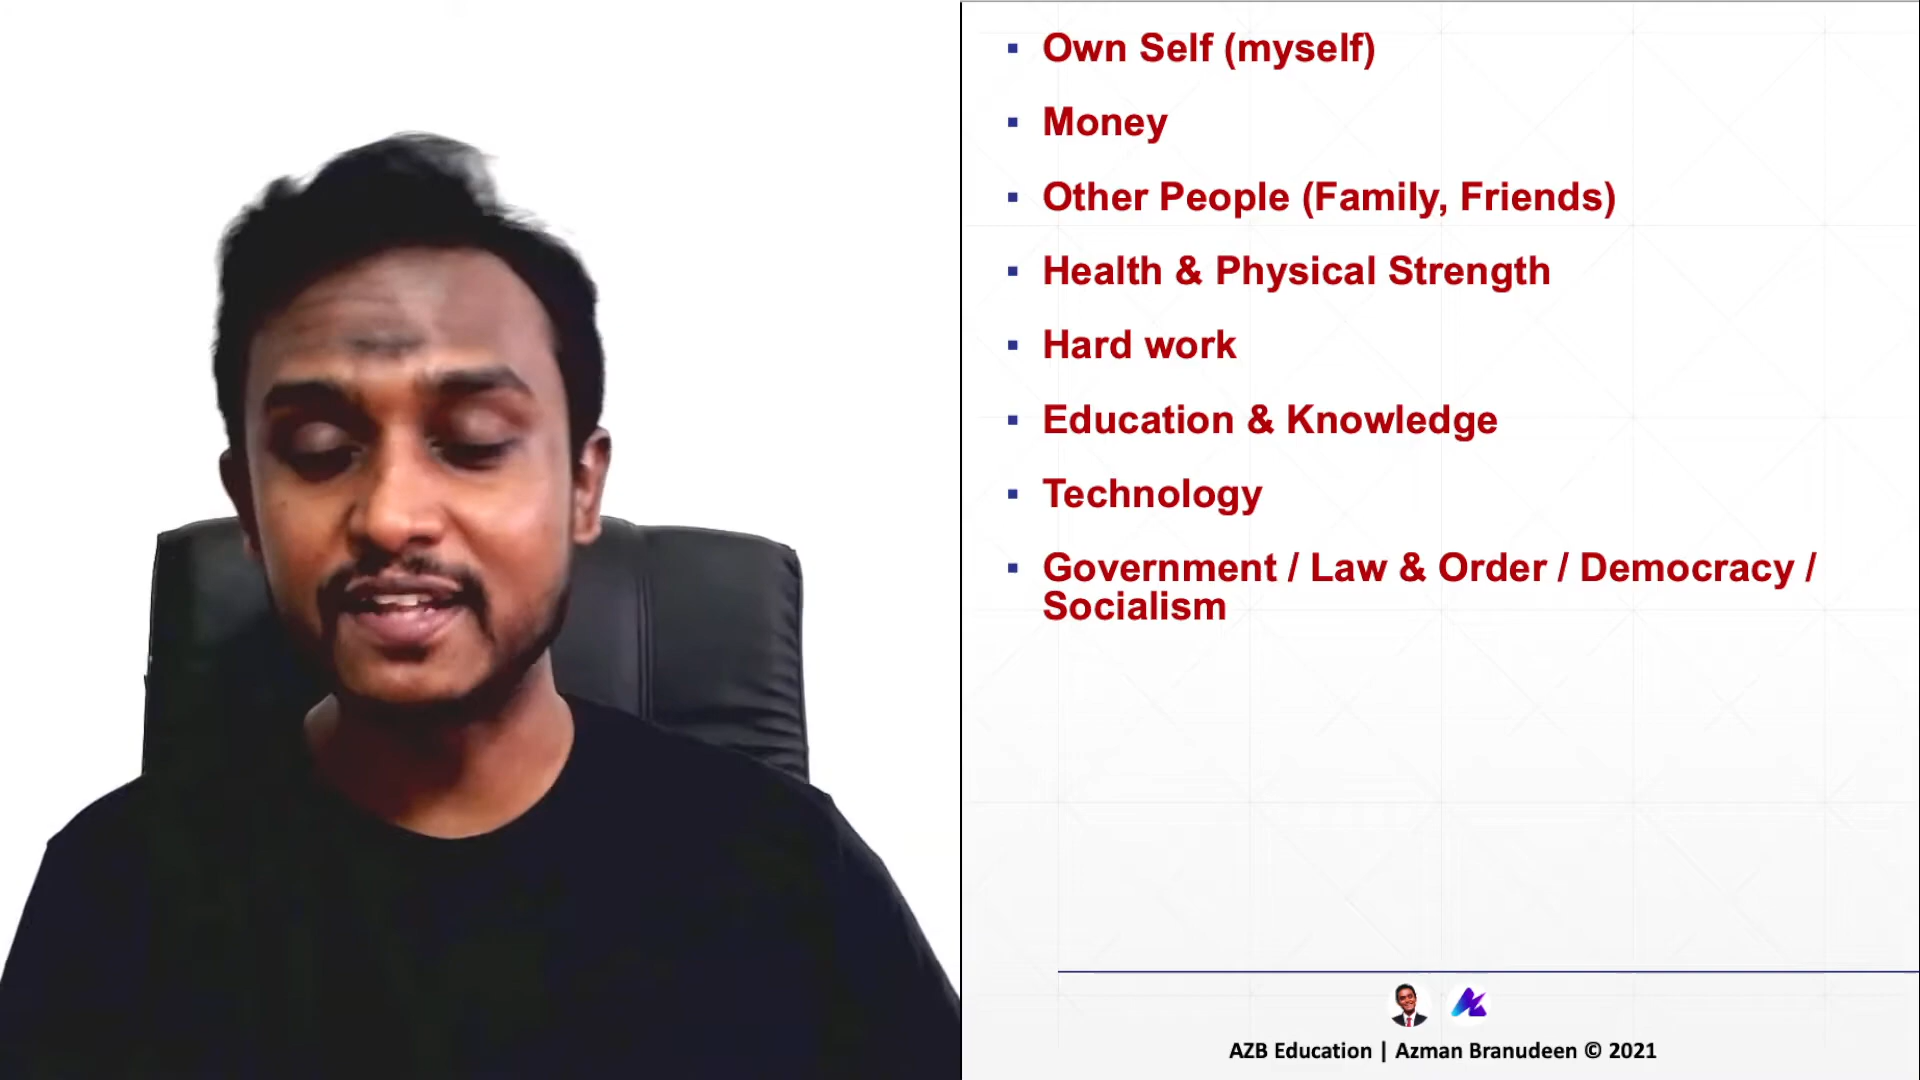 Own Self (myself)
Money
Other People (Family, Friends)
Health & Physical Strength
Hard work
Education & Knowledge
Technology
Government / Law & Order / Democracy /
Socialism
AZB Education | Azman Branudeen © 2021